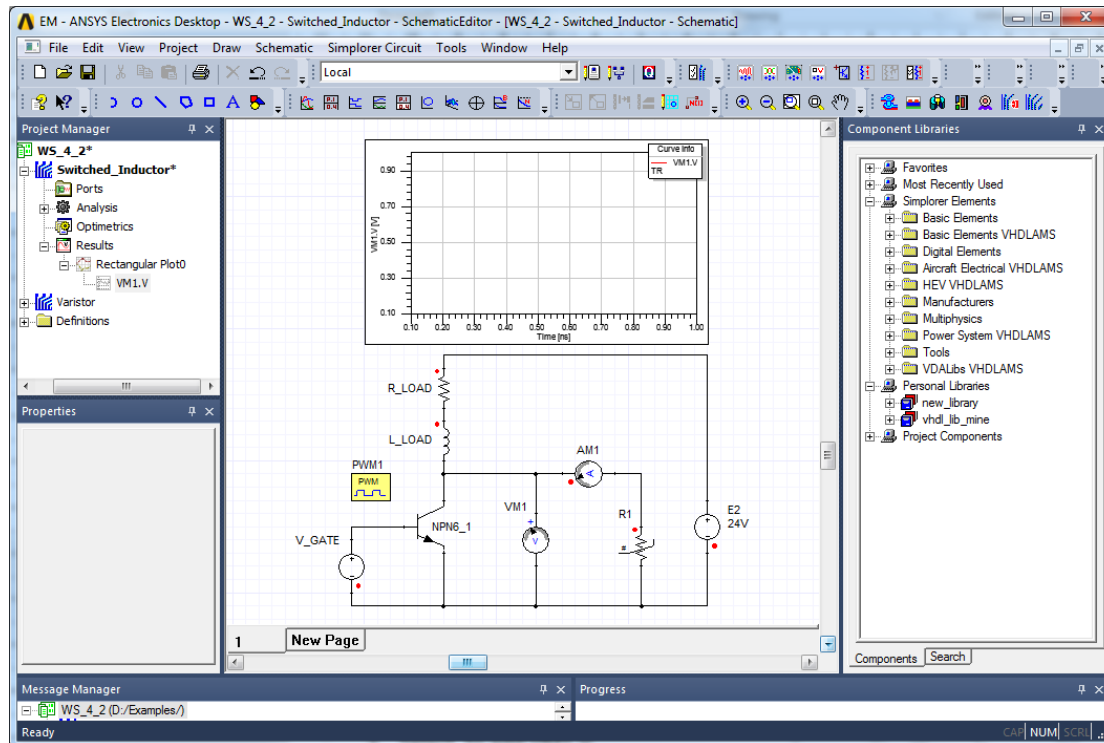 EM - ANSYS Electronics Desktop - WS_4_2 - Switched_Inductor - SchematicEditor - [WS_4_2 - Switched_Inductor - Schematic]
File Edit View Project Draw Schematic Simplorer Circuit Tools Window Help
Local
Project Manager
WS_4_2*
Switched_Inductor*
Ports
Analysis
Optimetrics
Results
Rectangular Plot0
VM1.V
Varistor
Definitions
Properties
Curve Info
VM1.V
TR
VM1.V [V]
0.90
0.70
0.50
0.30
0.10
0.10 0.20 0.30 0.40 0.50 0.60 0.70 0.80 0.90 1.00
Time [ns]
R_LOAD
L_LOAD
PWM1
PWM
AM1
A
VM1
V
R1
E2
24V
NPN6_1
V_GATE
1 New Page
Component Libraries
Favorites
Most Recently Used
Simplorer Elements
Basic Elements
Basic Elements VHDLAMS
Digital Elements
Aircraft Electrical VHDLAMS
HEV VHDLAMS
Manufacturers
Multiphysics
Power System VHDLAMS
Tools
VDALibs VHDLAMS
Personal Libraries
new_library
vhdl_lib_mine
Project Components
Components Search
Message Manager
WS_4_2 (D:/Examples/)
Progress
Ready
CAP NUM SCRL